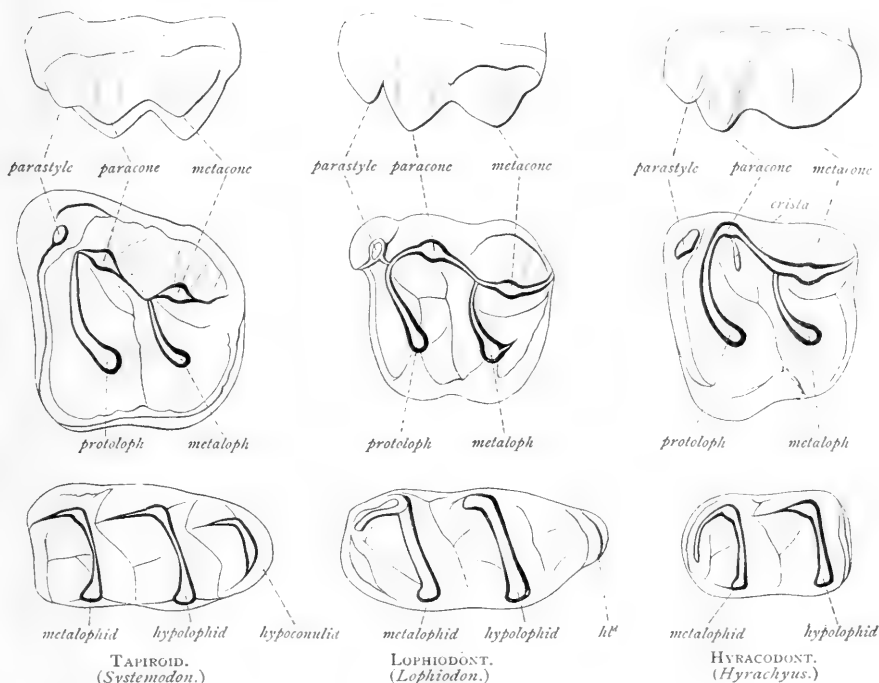 parastyle paracone metacone
parastyle paracone metacone
parastyle paracone metacone
crista
protoloph metaloph
protoloph metaloph
protoloph metaloph
metalophid hypolophid hypoconulid
metalophid hypolophid hld
metalophid hypolophid
TAPIROID.
(Systemodon.)
LOPHIODONT.
(Lophiodon.)
HYRACODONT.
(Hyrachyus.)